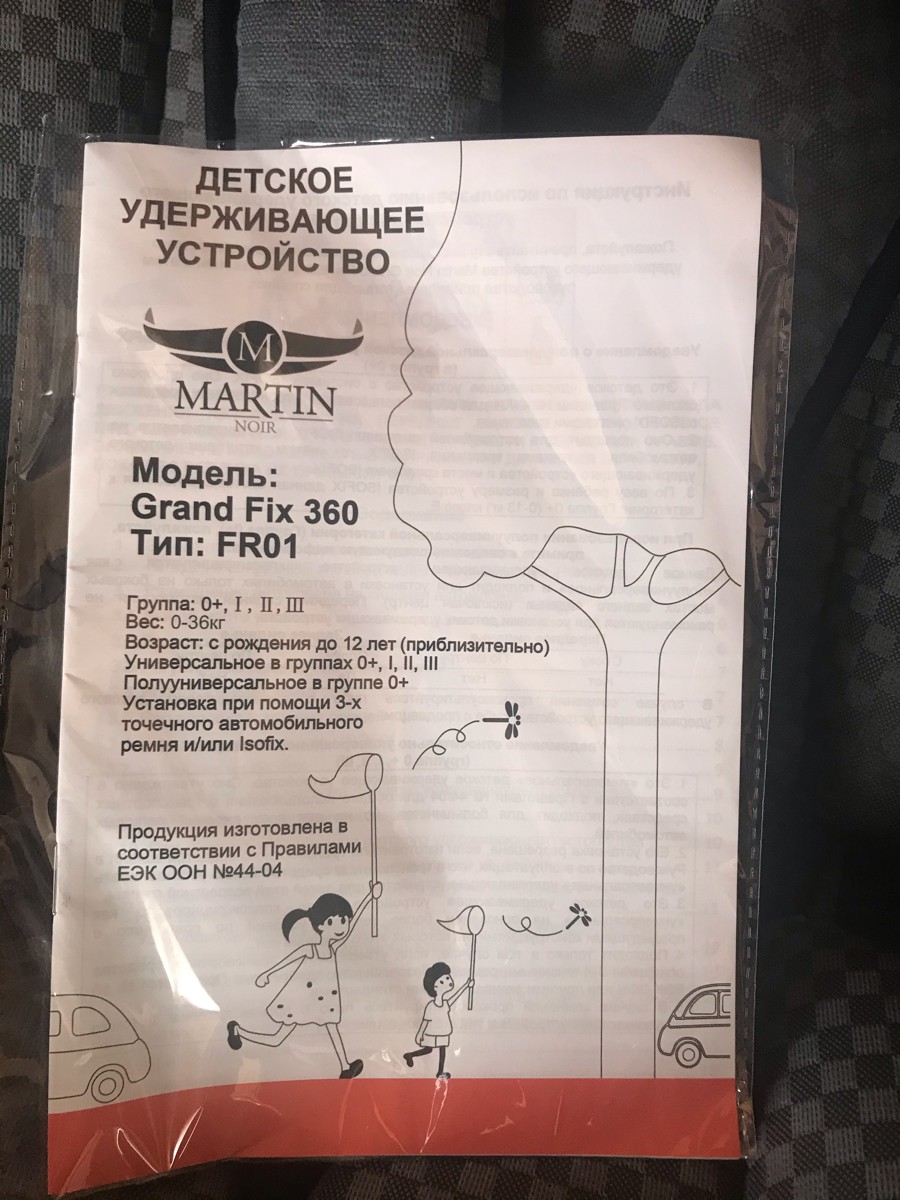 ДЕТСКОЕ
УДЕРЖИВАЮЩЕЕ
УСТРОЙСТВО
M
MARTIN
NOIR
Модель:
Grand Fix 360
Тип: FR01
Группа: 0+, Ⅰ, Ⅱ, Ⅲ
Вес: 0-36кг
Возраст: с рождения до 12 лет (приблизительно)
Универсальное в группах 0+, I, II, III
Полууниверсальное в группе 0+
Установка при помощи 3-х
точечного автомобильного
ремня и/или Isofix.
Продукция изготовлена в
соответствии с Правилами
ЕЭК ООН №44-04